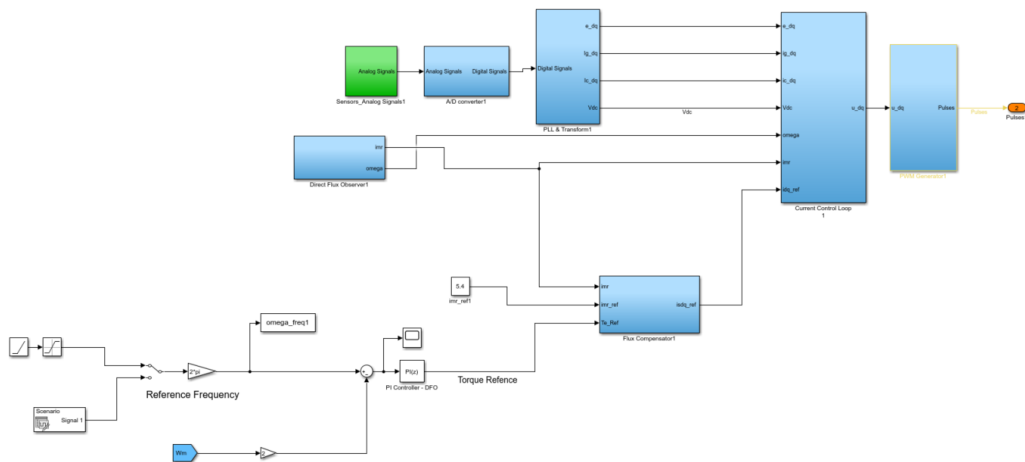 Analog Signals
Sensors_Analog Signals1
Analog Signals
Digital Signals
A/D converter1
Digital Signals
e_dq
Ig_dq
Ic_dq
Vdc
PLL & Transform1
Vdc
e_dq
ig_dq
ic_dq
Vdc
omega
imr
idq_ref
u_dq
Current Control Loop
1
u_dq
Pulses
PWM Generator1
Pulses
2
Pulses
imr
omega
Direct Flux Observer1
5.4
imr_ref1
imr
imr_ref
Te_Ref
isdq_ref
Flux Compensator1
omega_freq1
2*pi
PI(z)
PI Controller - DFO
Torque Refence
Reference Frequency
Scenario
Signal 1
Wm
2